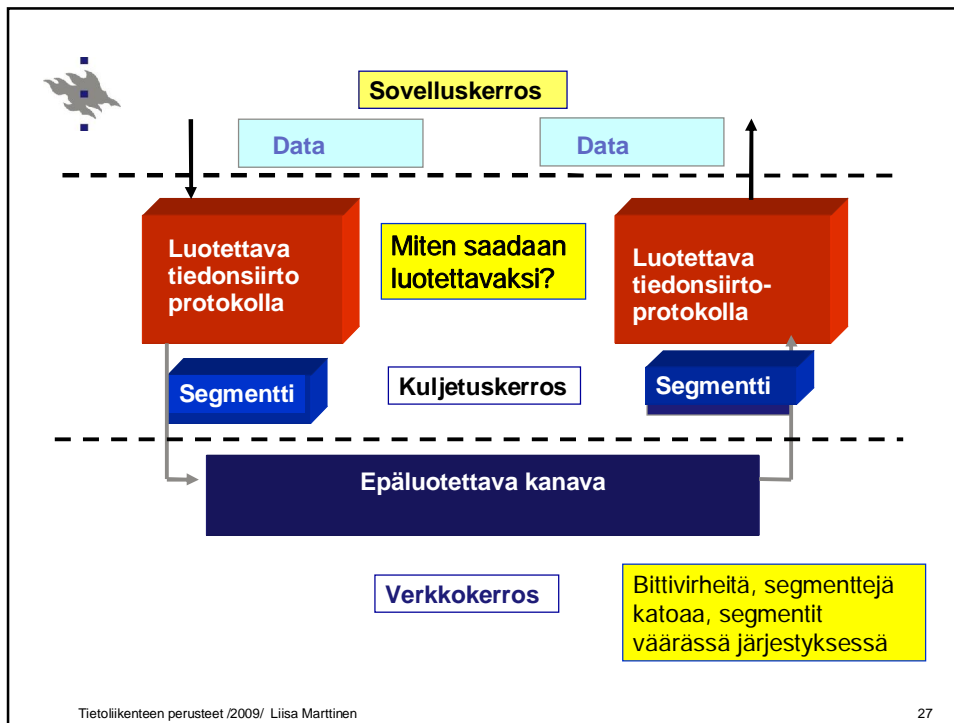 Sovelluskerros
Data
Data
Luotettava
tiedonsiirto
protokolla
Miten saadaan
luotettavaksi?
Luotettava
tiedonsiirto-
protokolla
Segmentti
Kuljetuskerros
Segmentti
Epäluotettava kanava
Verkkokerros
Bittivirheitä, segmenttejä
katoaa, segmentit
väärässä järjestyksessä
Tietoliikenteen perusteet /2009/ Liisa Marttinen
27